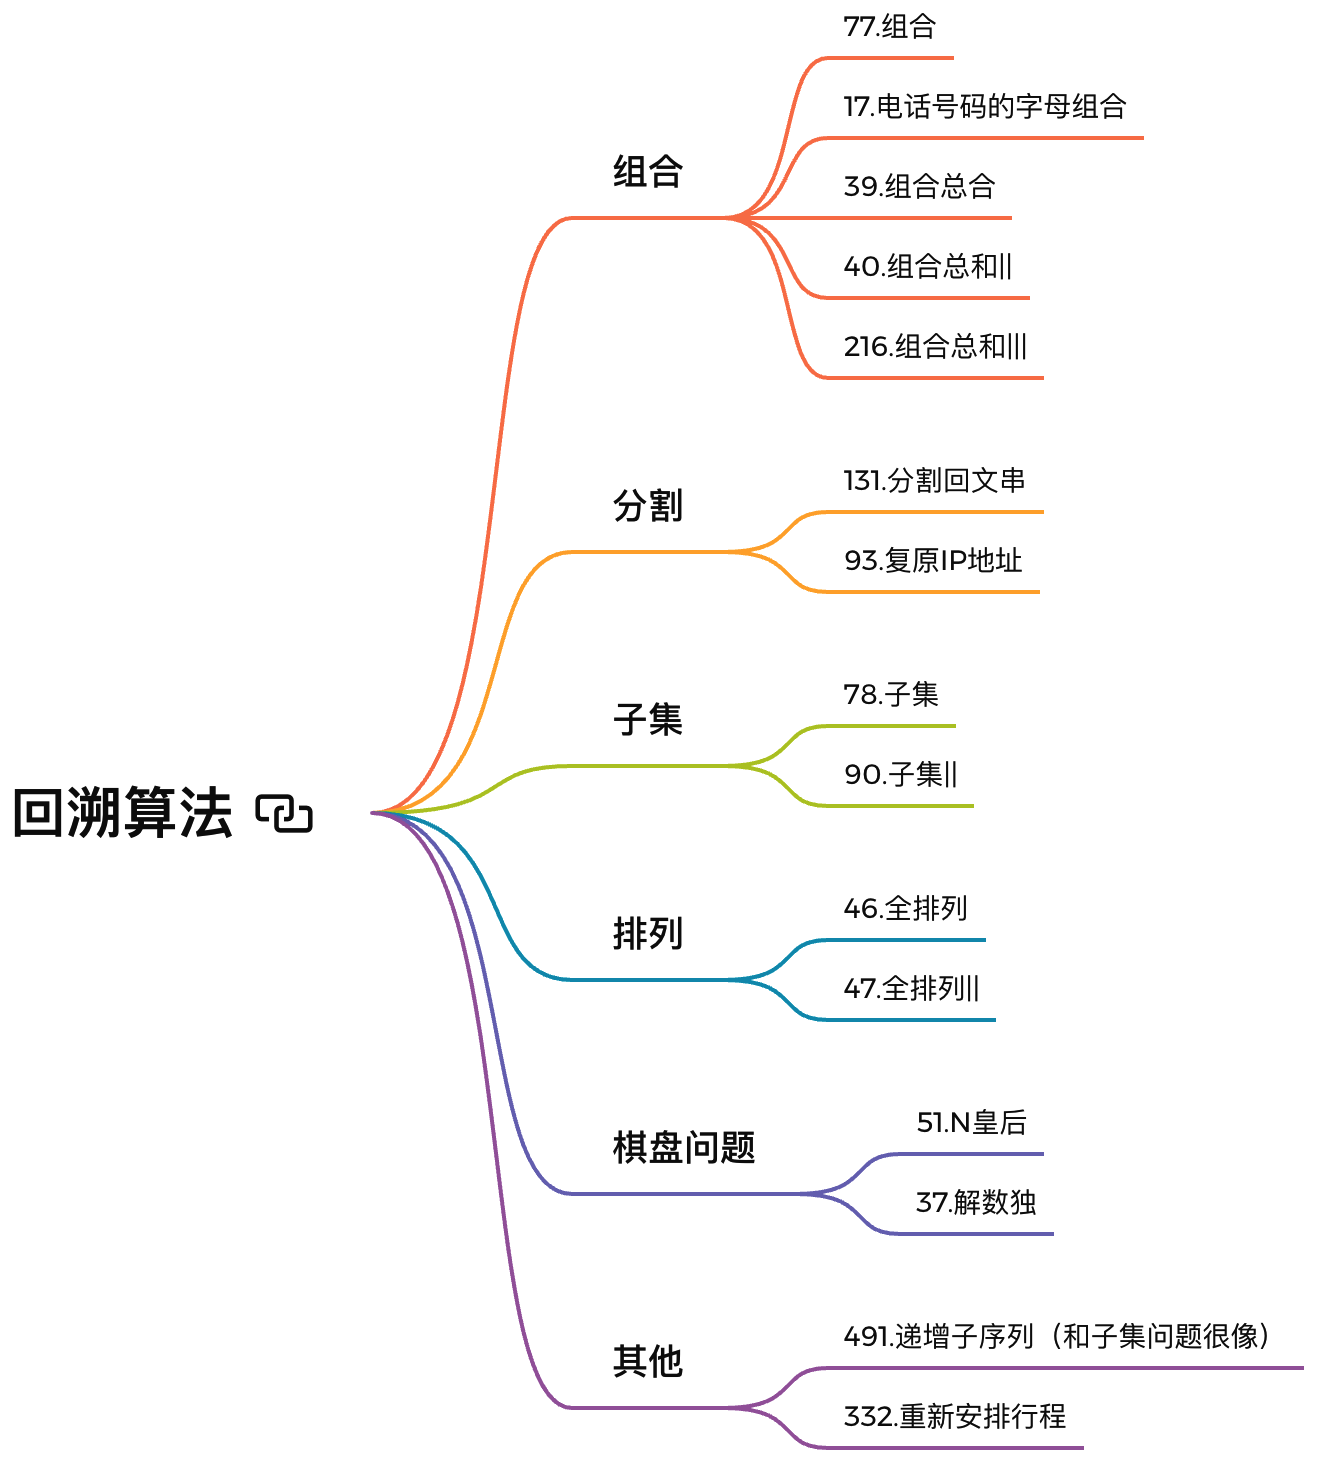 回溯算法
组合
77.组合
17.电话号码的字母组合
39.组合总合
40.组合总和||
216.组合总和|||
分割
131.分割回文串
93.复原IP地址
子集
78.子集
90.子集||
排列
46.全排列
47.全排列||
棋盘问题
51.N皇后
37.解数独
其他
491.递增子序列（和子集问题很像）
332.重新安排行程